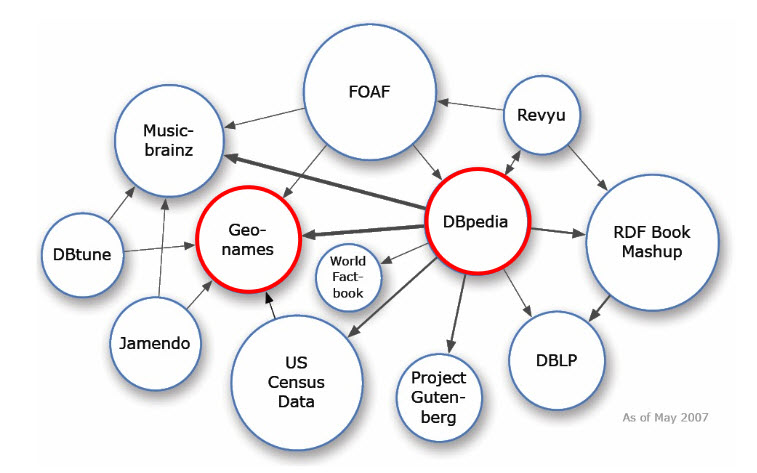 FOAF
Revyu
Music-
brainz
DBpedia
RDF Book
Mashup
Geo-
names
DBtune
World
Fact-
book
Jamendo
US
Census
Data
Project
Guten-
berg
DBLP
As of May 2007